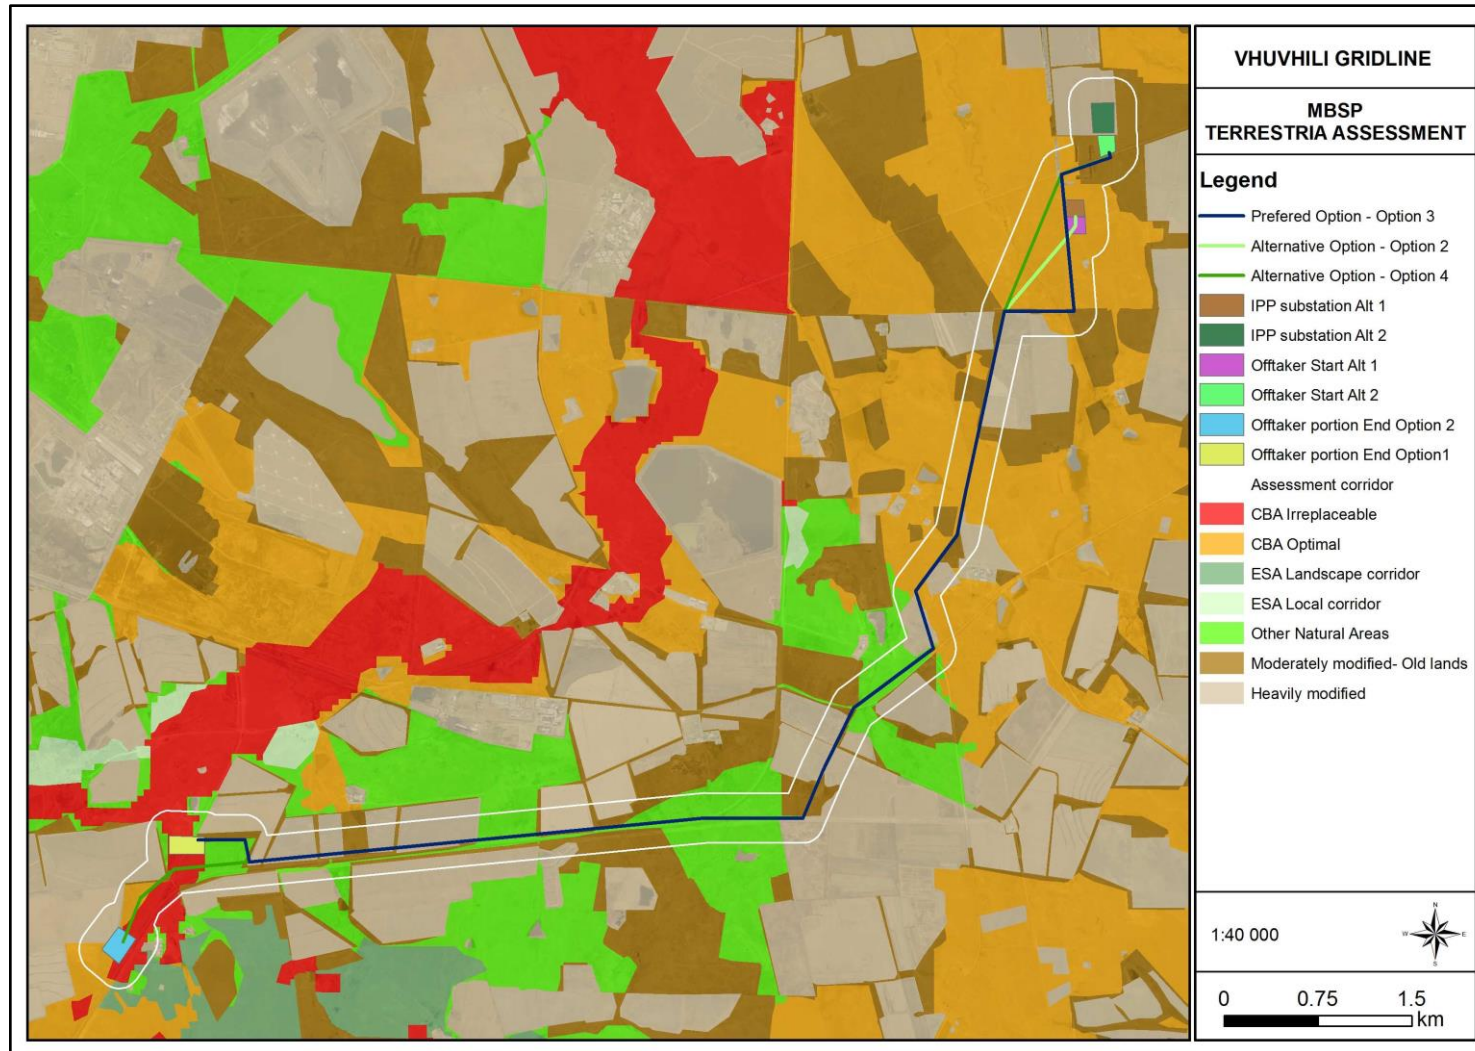 VHUVHILI GRIDLINE
MBSP
TERRESTRIA ASSESSMENT
Legend
Prefered Option - Option 3
Alternative Option - Option 2
Alternative Option - Option 4
IPP substation Alt 1
IPP substation Alt 2
Offtaker Start Alt 1
Offtaker Start Alt 2
Offtaker portion End Option 2
Offtaker portion End Option1
Assessment corridor
CBA Irreplaceable
CBA Optimal
ESA Landscape corridor
ESA Local corridor
Other Natural Areas
Moderately modified- Old lands
Heavily modified
1:40 000
N
W E
S
0 0.75 1.5
km